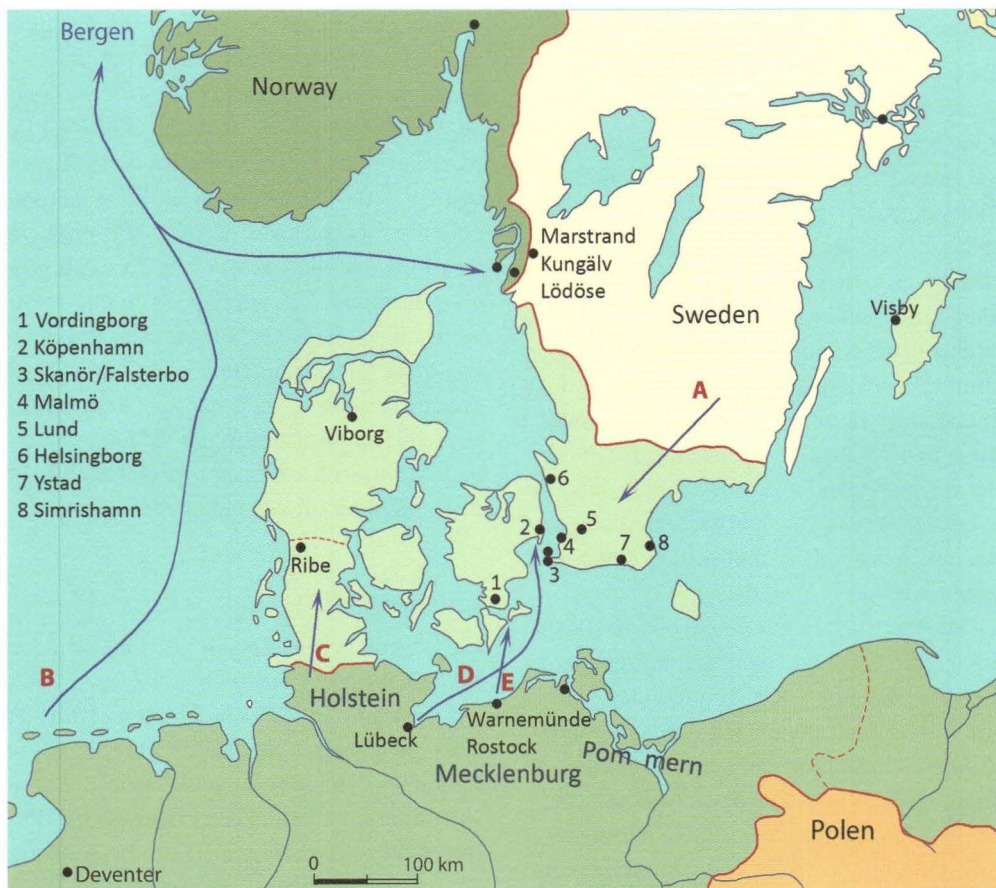 Bergen
Norway
Marstrand
Kungälv
Lödöse
Sweden
Visby
1 Vordingborg
2 Köpenhamn
3 Skanör/Falsterbo
4 Malmö
5 Lund
6 Helsingborg
7 Ystad
8 Simrishamn
A
Viborg
6
2
5
4
3
7
8
Ribe
1
B
C
D
E
Holstein
Lübeck
Warnemünde
Rostock
Mecklenburg
Pom mern
Polen
0 100 km
Deventer